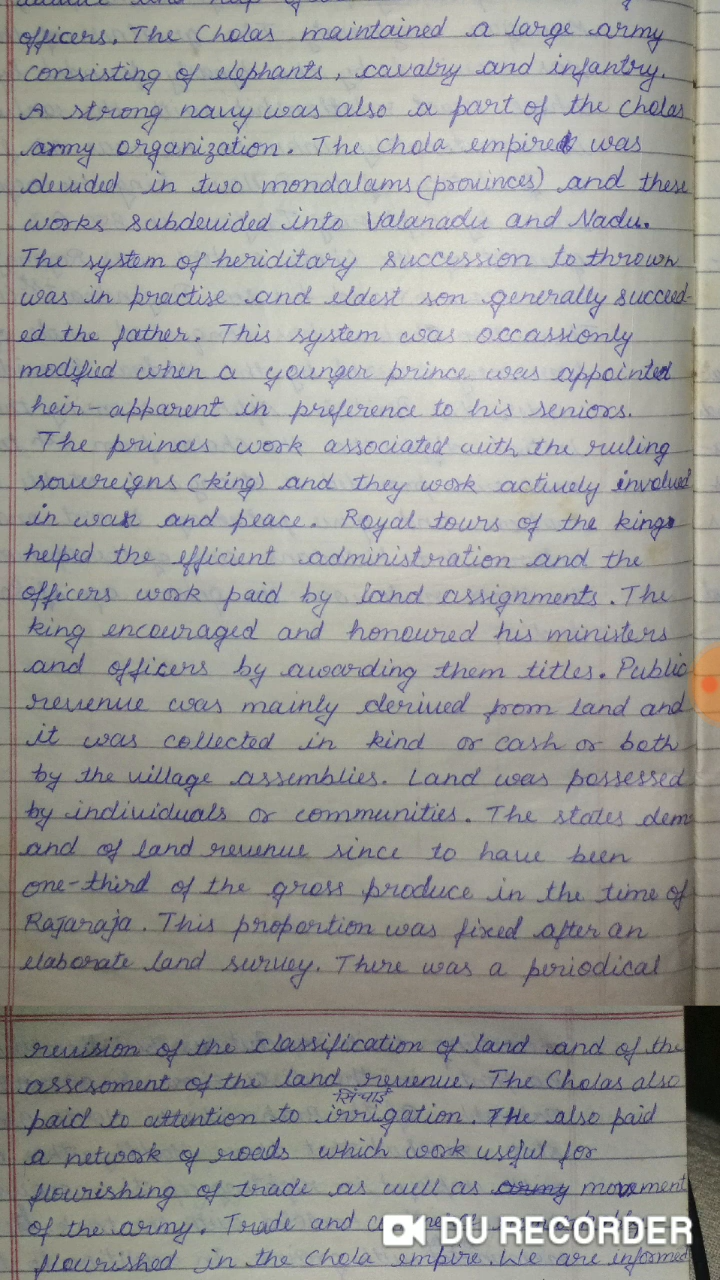 officers. The Cholas maintained a large army
consisting of elephants, cavalry and infantry.
A strong navy was also a part of the cholas
army organization. The chola empire was
devided in two mondalams (provinces) and these
works subdevided into Valanadu and Nadu.
The system of heriditary succession to thrown
was in practise and eldest son generally succeed-
ed the father. This system was occassionly
modified when a younger prince was appointed
heir-apparent in preference to his seniors.
The princes work associated with the ruling
sovereigns (king) and they work actively involved
in war and peace. Royal tours of the king
helped the efficient administration and the
officers work paid by land assignments. The
king encouraged and honoured his ministers
and officers by awarding them titles. Public
revenue was mainly derived from land and
it was collected in kind or cash or both
by the village assemblies. Land was possessed
by individuals or communities. The states dem
and of land revenue since to have been
one-third of the gross produce in the time of
Rajaraja. This proportion was fixed after an
elaborate land survey. There was a periodical
revision of the classification of land and of the
assesoment of the land revenue. The Cholas also
सिंचाई
paid to attention to irrigation. The also paid
a network of roads which work useful for
flourishing of trade as well as army movement
of the army. Trade and
DU RECORDER
flourished in the Chola empire. We are informed